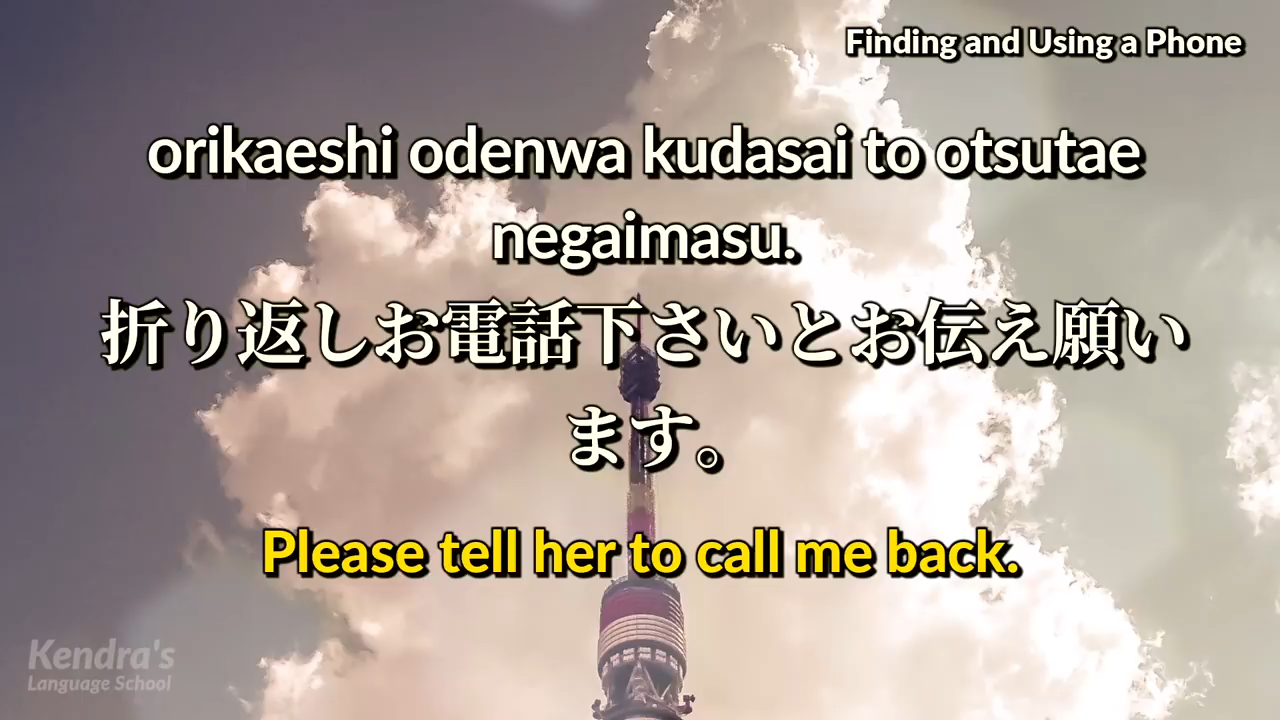 Finding and Using a Phone
orikaeshi odenwa kudasai to otsutae
negaimasu.
折り返しお電話下さいとお伝え願い
ます。
Please tell her to call me back.
Kendra's
Language School